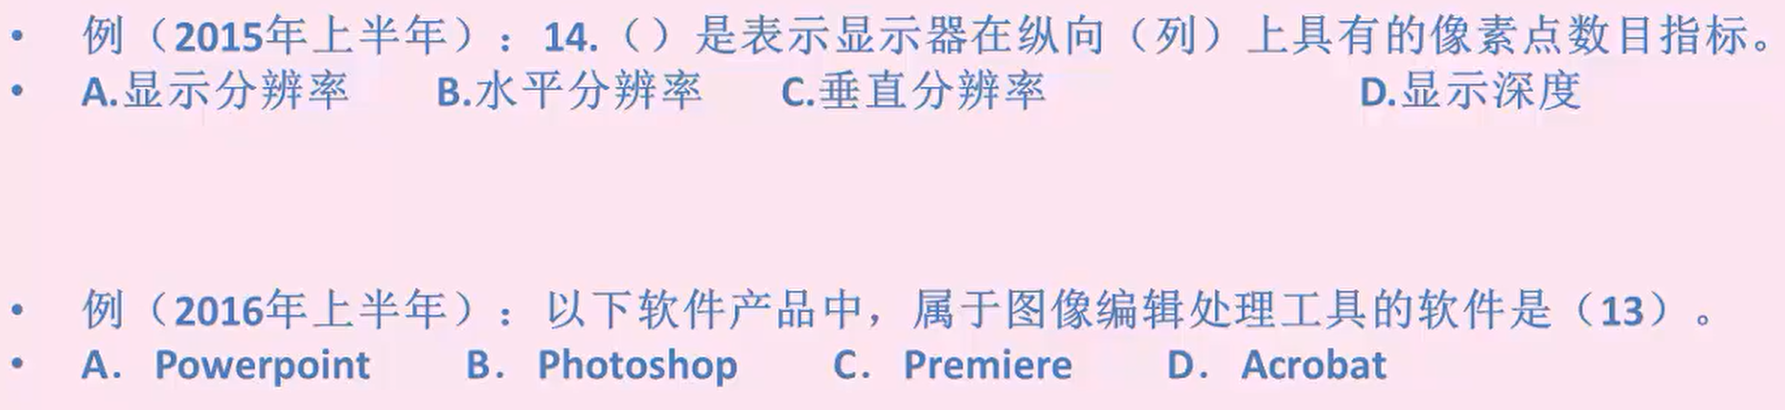 • 例（2015年上半年）：14.（）是表示显示器在纵向（列）上具有的像素点数目指标。
• A.显示分辨率 B.水平分辨率 C.垂直分辨率 D.显示深度
• 例（2016年上半年）：以下软件产品中，属于图像编辑处理工具的软件是（13）。
• A. Powerpoint B. Photoshop C. Premiere D. Acrobat